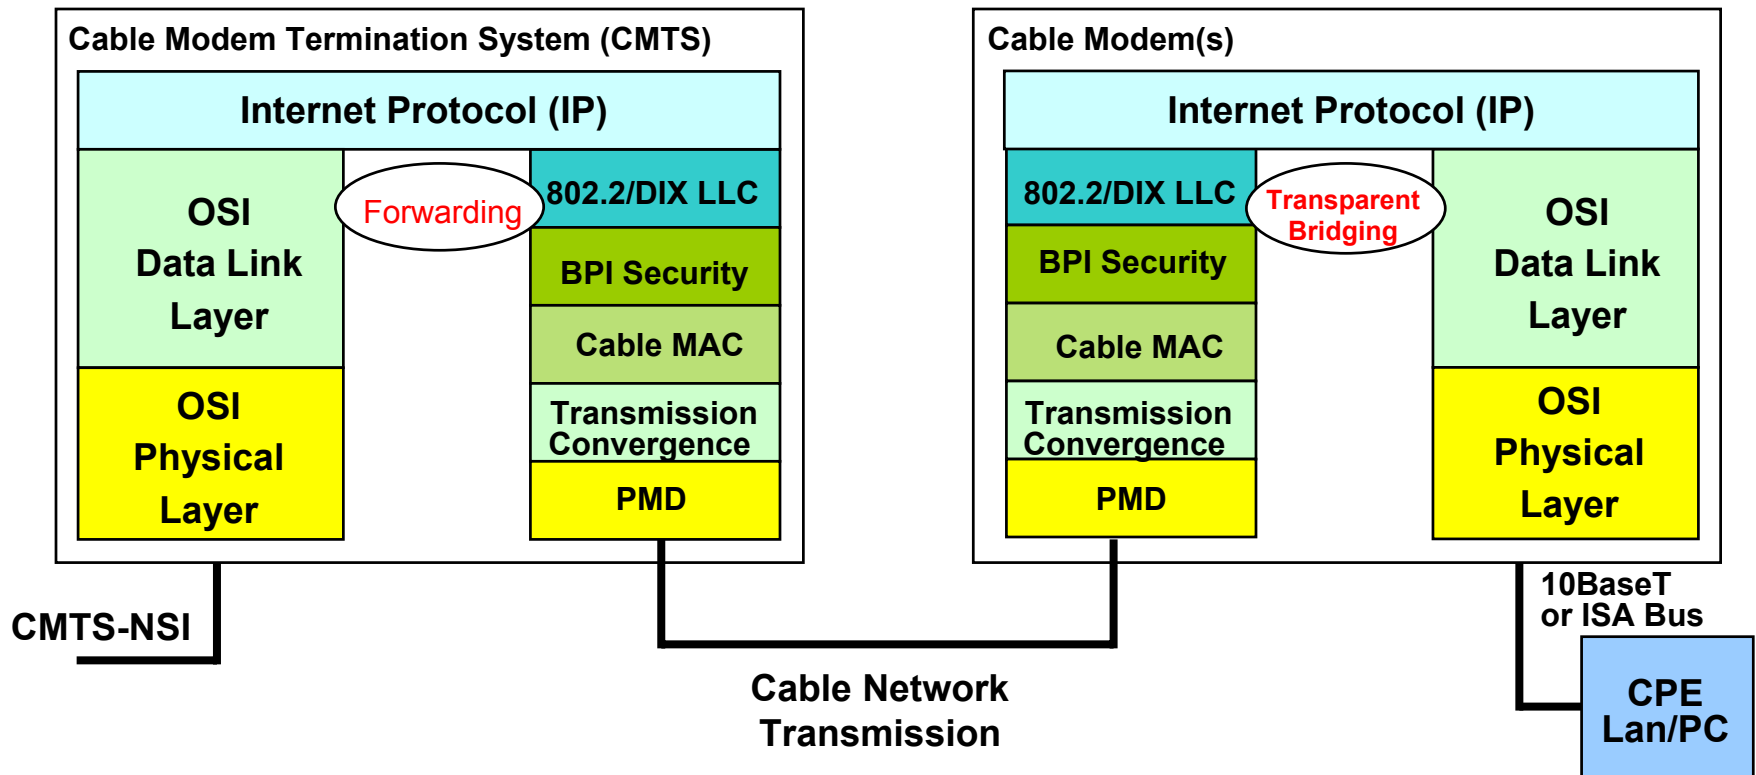 Cable Modem Termination System (CMTS)
Internet Protocol (IP)
OSI
Data Link
Layer
Forwarding
802.2/DIX LLC
BPI Security
Cable MAC
Transmission
Convergence
PMD
OSI
Physical
Layer
CMTS-NSI
Cable Network
Transmission
Cable Modem(s)
Internet Protocol (IP)
802.2/DIX LLC
BPI Security
Cable MAC
Transmission
Convergence
PMD
Transparent
Bridging
OSI
Data Link
Layer
OSI
Physical
Layer
10BaseT
or ISA Bus
CPE
Lan/PC